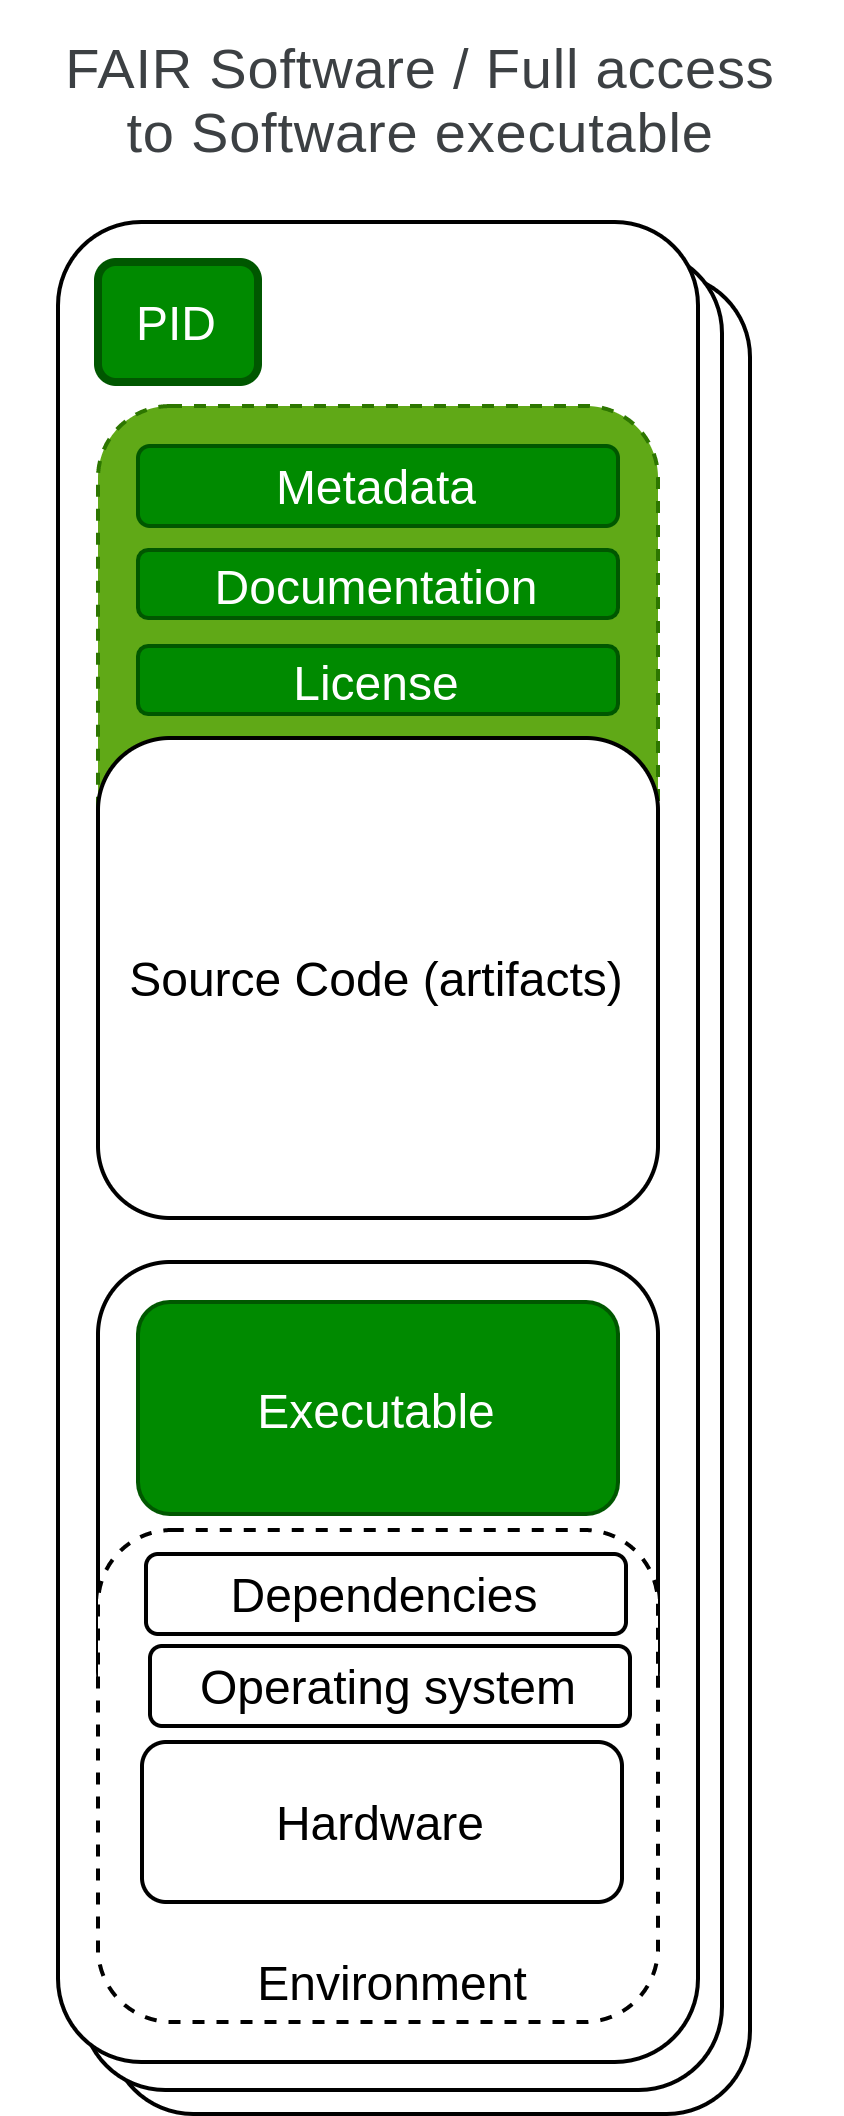 FAIR Software / Full access
to Software executable
PID
Metadata
Documentation
License
Source Code (artifacts)
Executable
Dependencies
Operating system
Hardware
Environment